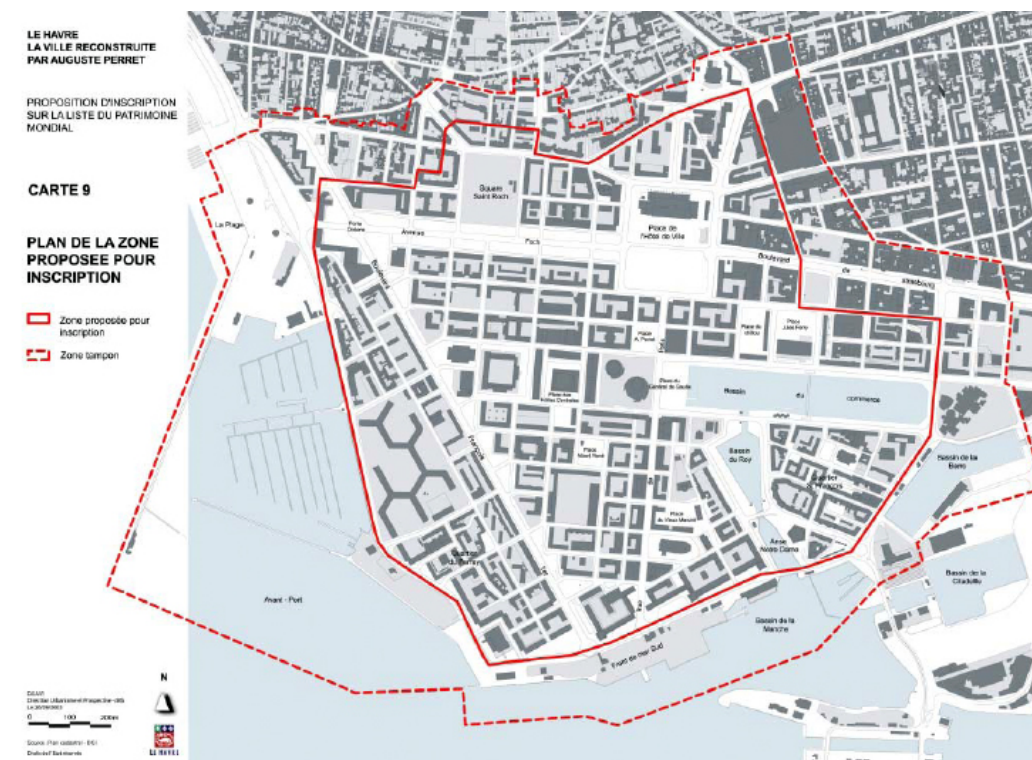 LE HAVRE
LA VILLE RECONSTRUITE
PAR AUGUSTE PERRET
PROPOSITION D'INSCRIPTION
SUR LA LISTE DU PATRIMOINE
MONDIAL
CARTE 9
PLAN DE LA ZONE
PROPOSEE POUR
INSCRIPTION
Zone proposée pour
inscription
Zone tampon
La Plage
Square
Saint Roch
Porte
Océane
Avenue
Foch
Place de
l'Hôtel de Ville
Boulevard
de
strasbourg
Boulevard
François
Place
A. Perret
Place
Jules Ferry
Place du
Général de Gaulle
Bassin
du
commerce
Bassin
du Roy
Bassin de la
Barre
Place
du Vieux Marché
Anse
Notre Dame
Bassin de la
Citadelle
Bassin de la
Manche
Avant - Port
Front de mer Sud
N
0 100 200m
LE HAVRE